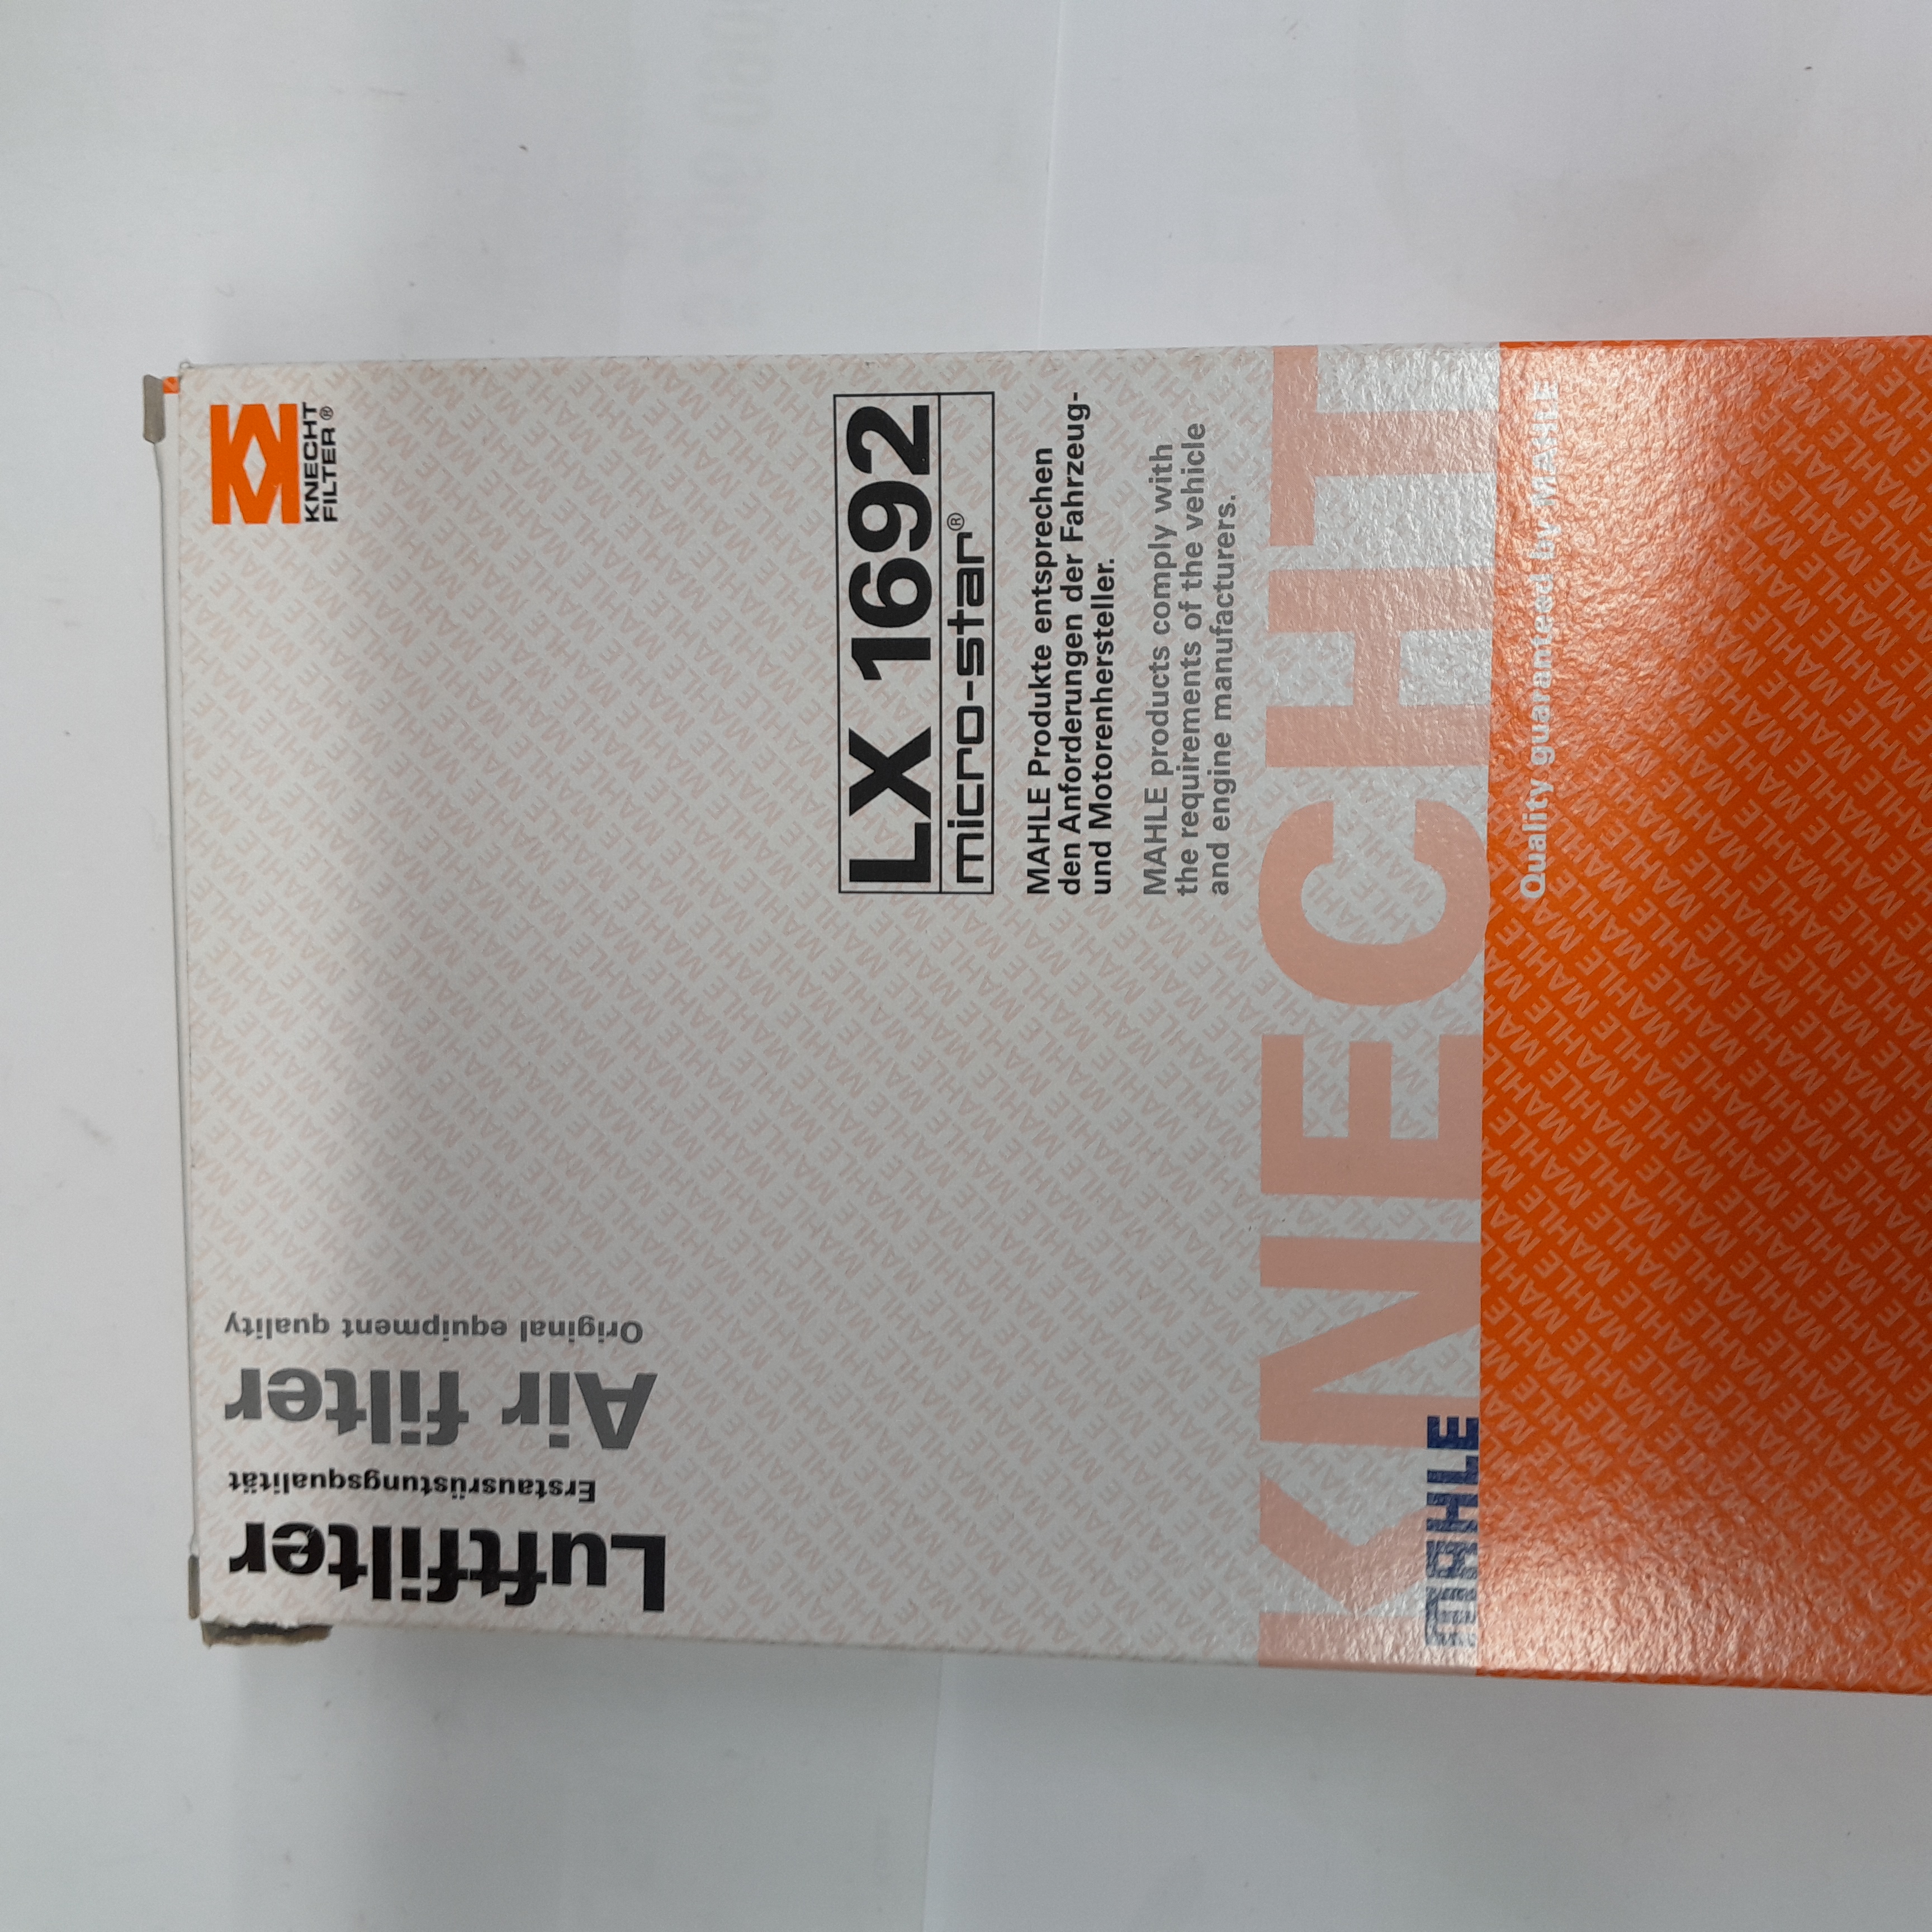 KNECHT
FILTER®
LX 1692
micro-star®
MAHLE Produkte entsprechen
den Anforderungen der Fahrzeug-
und Motorenhersteller.
MAHLE products comply with
the requirements of the vehicle
and engine manufacturers.
KNECHT
MAHLE
Quality guaranteed by MAHLE
Luftfilter
Erstausrüstungsqualität
Air filter
Original equipment quality